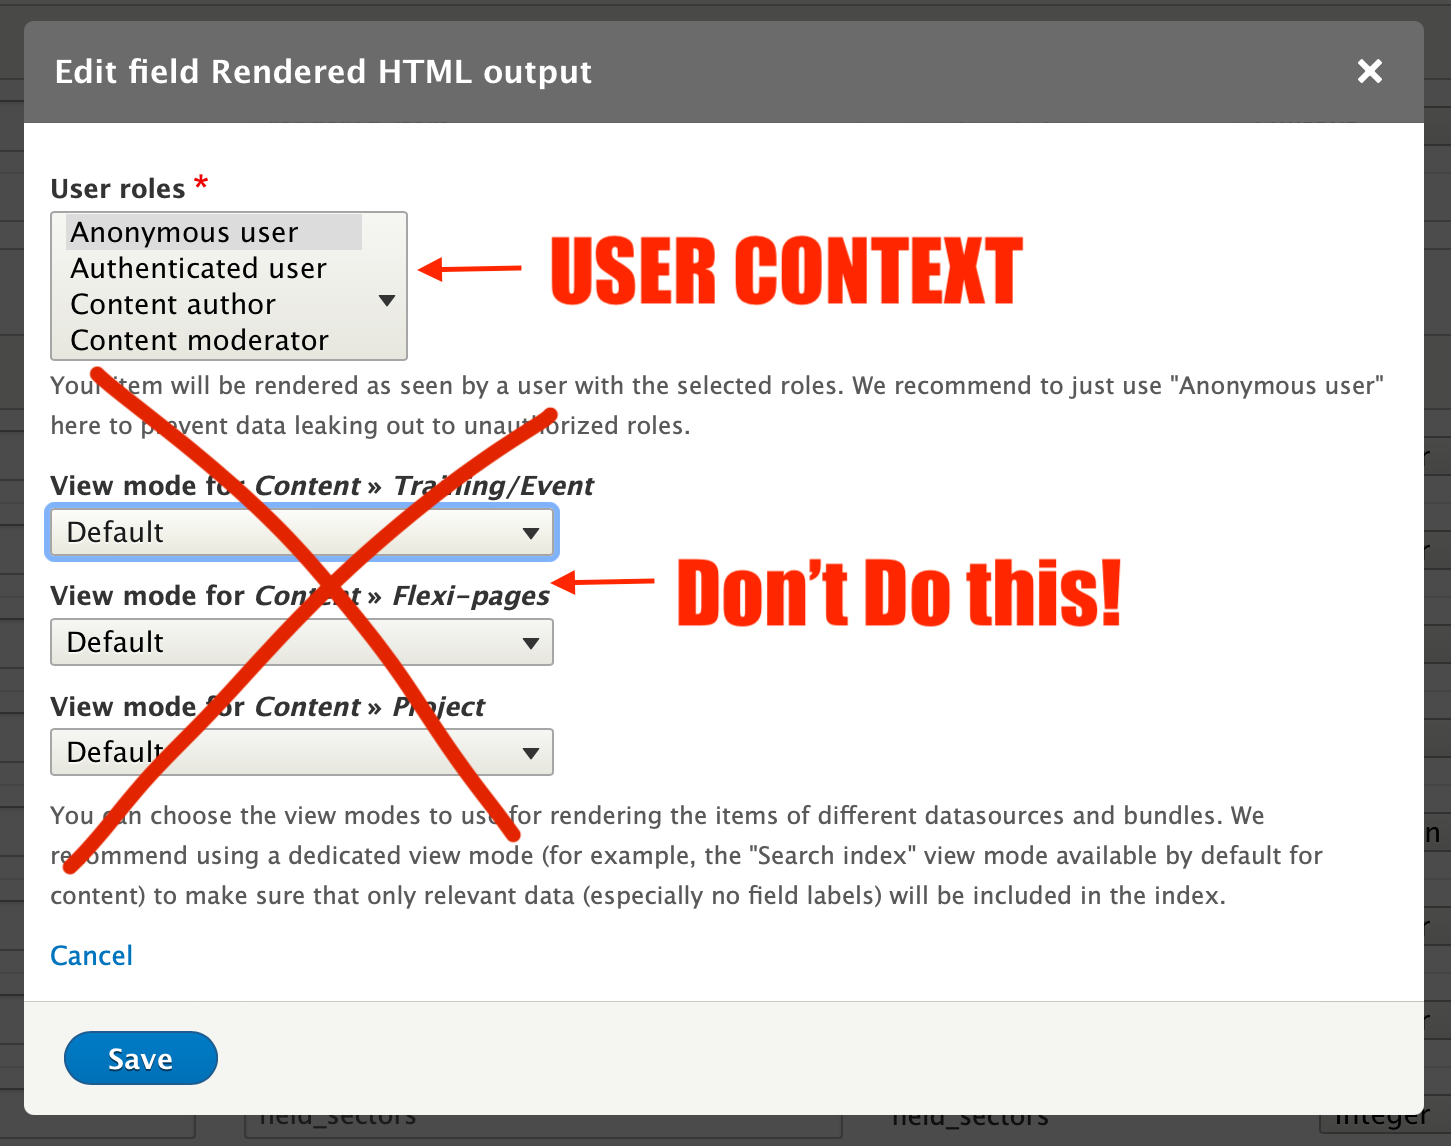 Edit field Rendered HTML output
User roles *
Anonymous user
Authenticated user
Content author
Content moderator
USER CONTEXT
Your item will be rendered as seen by a user with the selected roles. We recommend to just use "Anonymous user"
here to prevent data leaking out to unauthorized roles.
View mode for Content » Training/Event
Default
Don't Do this!
View mode for Content » Flexi-pages
Default
View mode for Content » Project
Default
You can choose the view modes to use for rendering the items of different datasources and bundles. We
recommend using a dedicated view mode (for example, the "Search index" view mode available by default for
content) to make sure that only relevant data (especially no field labels) will be included in the index.
Cancel
Save
field_sectors
field_sectors
Integer